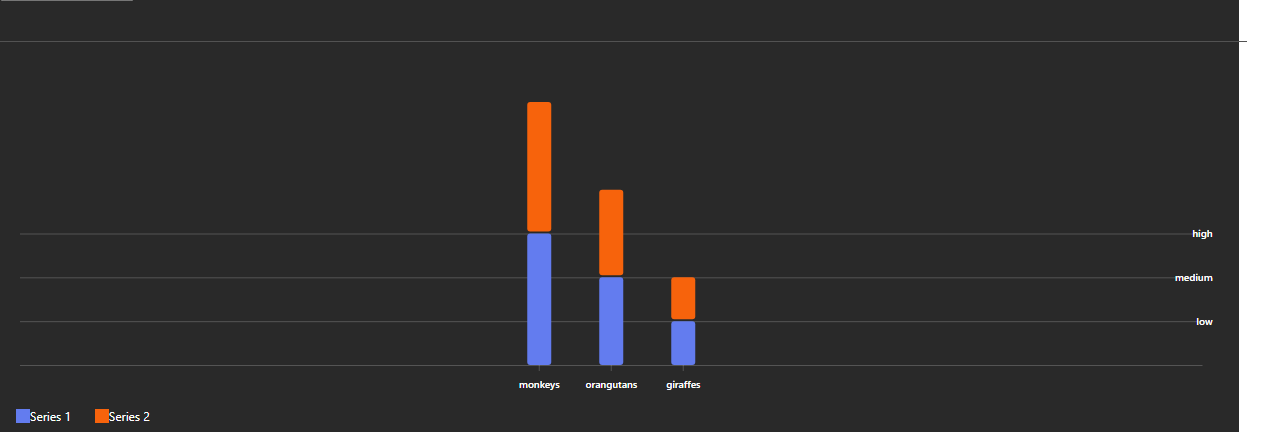 high
medium
low
monkeys orangutans giraffes
Series 1 Series 2